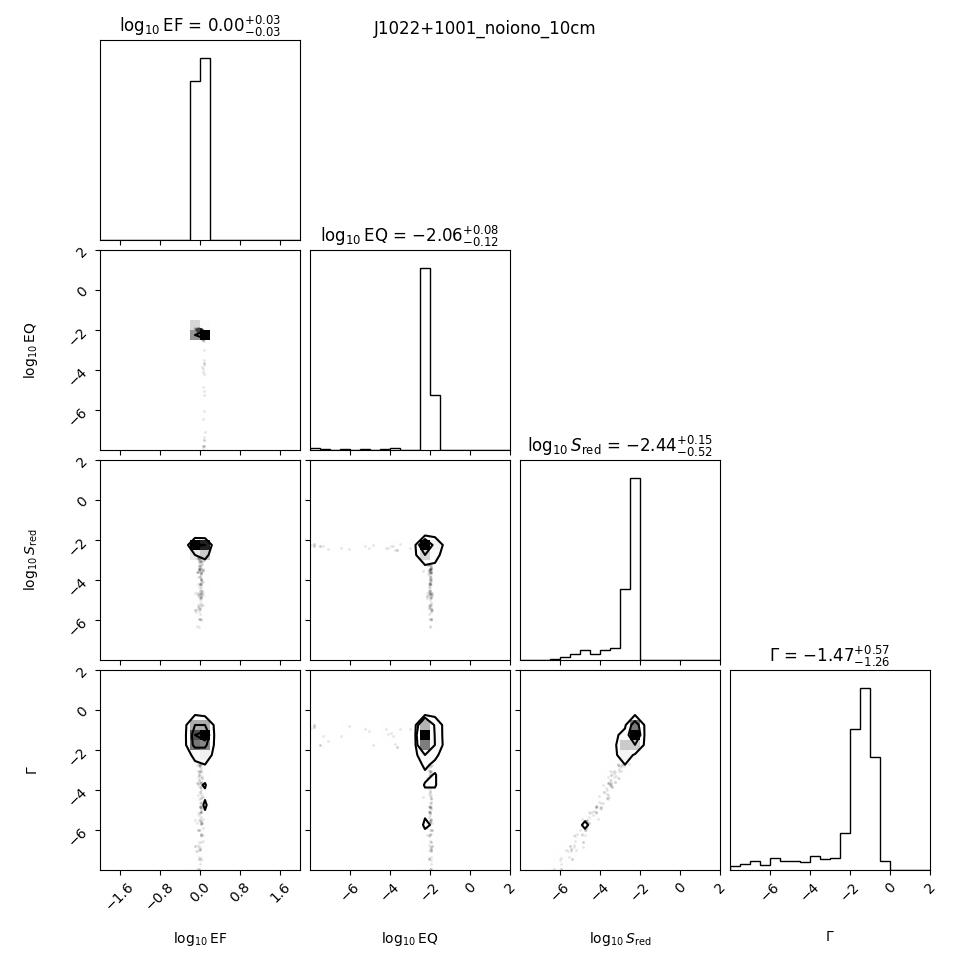 log₁₀ EF = 0.00⁺⁰·⁰³₋₀.₀₃
J1022+1001_noiono_10cm
log₁₀ EQ = −2.06⁺⁰·⁰⁸₋₀.₁₂
2
0
−2
−4
−6
log₁₀ EQ
log₁₀ S_red = −2.44⁺⁰·¹⁵₋₀.₅₂
2
0
−2
−4
−6
log₁₀ S_red
Γ = −1.47⁺⁰·⁵⁷₋₁.₂₆
2
0
−2
−4
−6
Γ
−1.6 −0.8 0.0 0.8 1.6
−6 −4 −2 0 2
−6 −4 −2 0 2
−6 −4 −2 0 2
log₁₀ EF
log₁₀ EQ
log₁₀ S_red
Γ